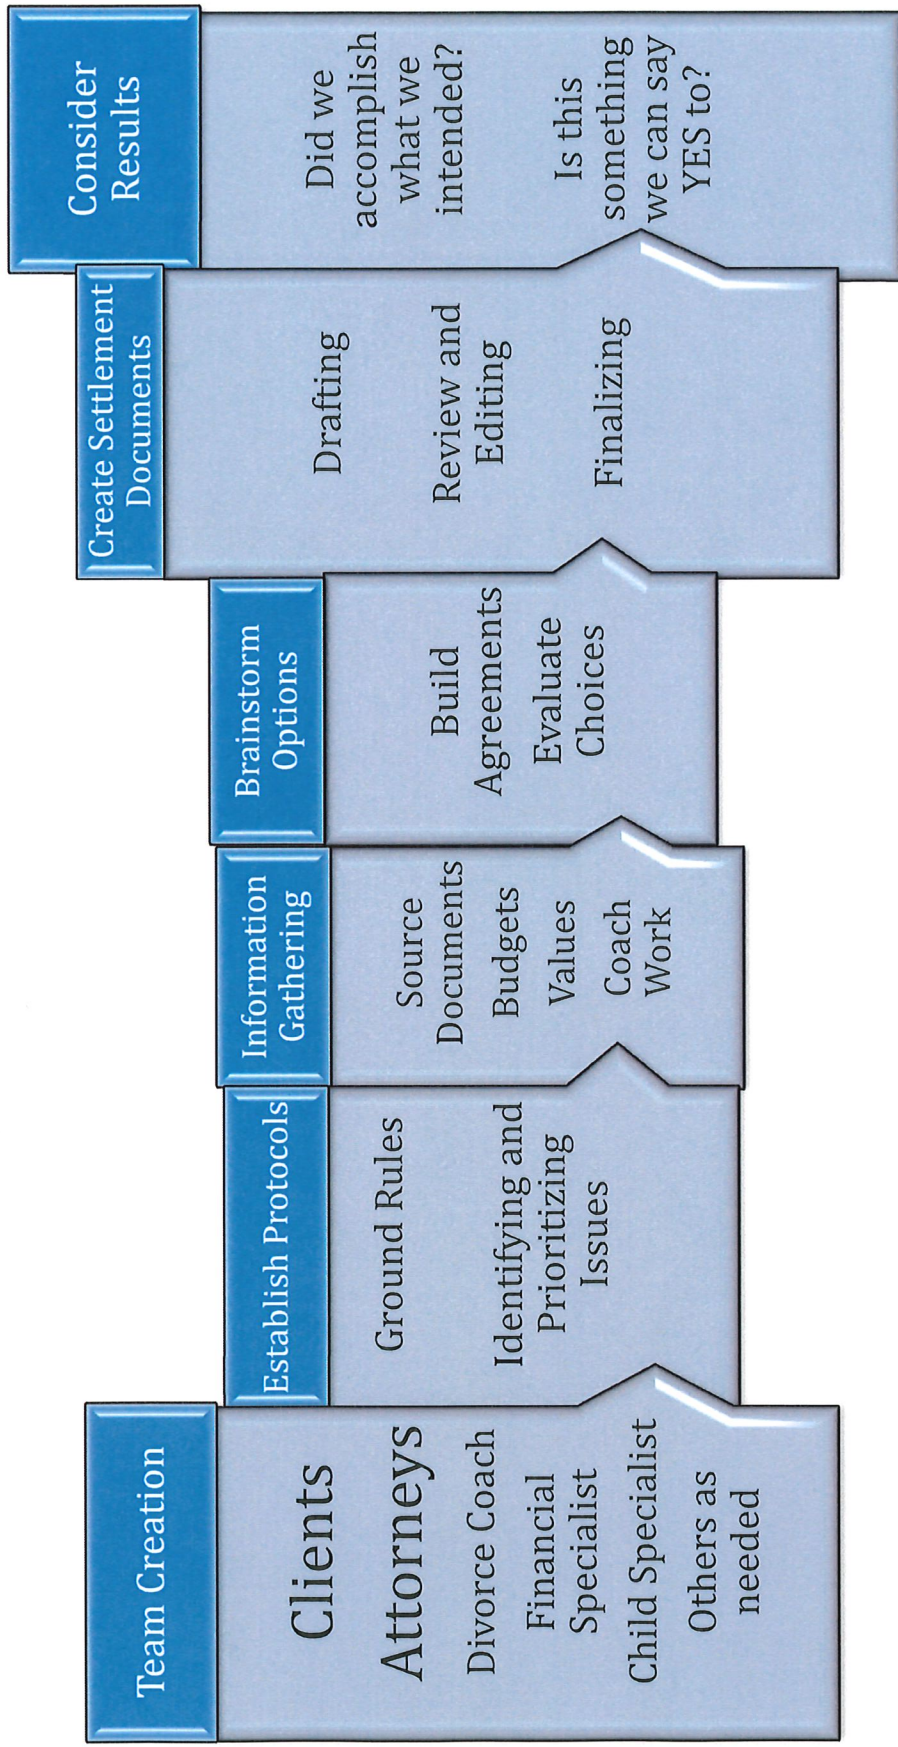 Team Creation
Clients
Attorneys
Divorce Coach
Financial
Specialist
Child Specialist
Others as
needed
Establish Protocols
Ground Rules
Identifying and
Prioritizing
Issues
Information
Gathering
Source
Documents
Budgets
Values
Coach
Work
Brainstorm
Options
Build
Agreements
Evaluate
Choices
Create Settlement
Documents
Drafting
Review and
Editing
Finalizing
Consider
Results
Did we
accomplish
what we
intended?
Is this
something
we can say
YES to?